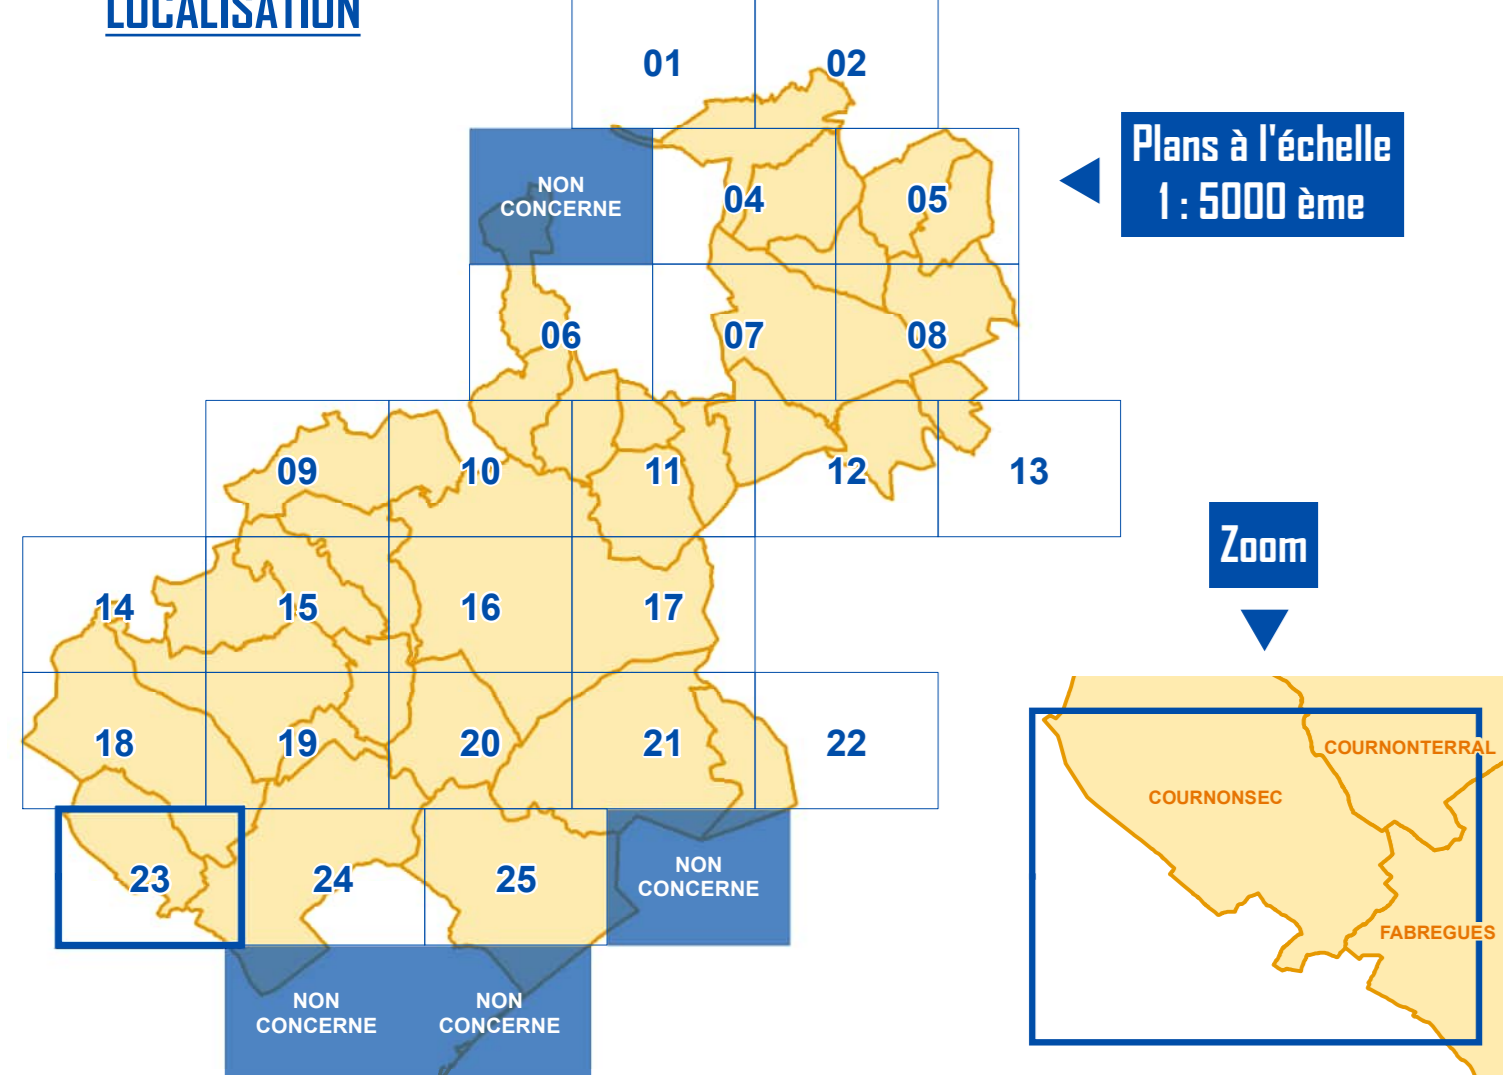 LOCALISATION
01
02
Plans à l'échelle
1 : 5000 ème
NON
CONCERNE
04
05
06
07
08
09
10
11
12
13
Zoom
14
15
16
17
18
19
20
21
22
COURNONTERRAL
COURNONSEC
23
24
25
NON
CONCERNE
FABREGUES
NON
CONCERNE
NON
CONCERNE